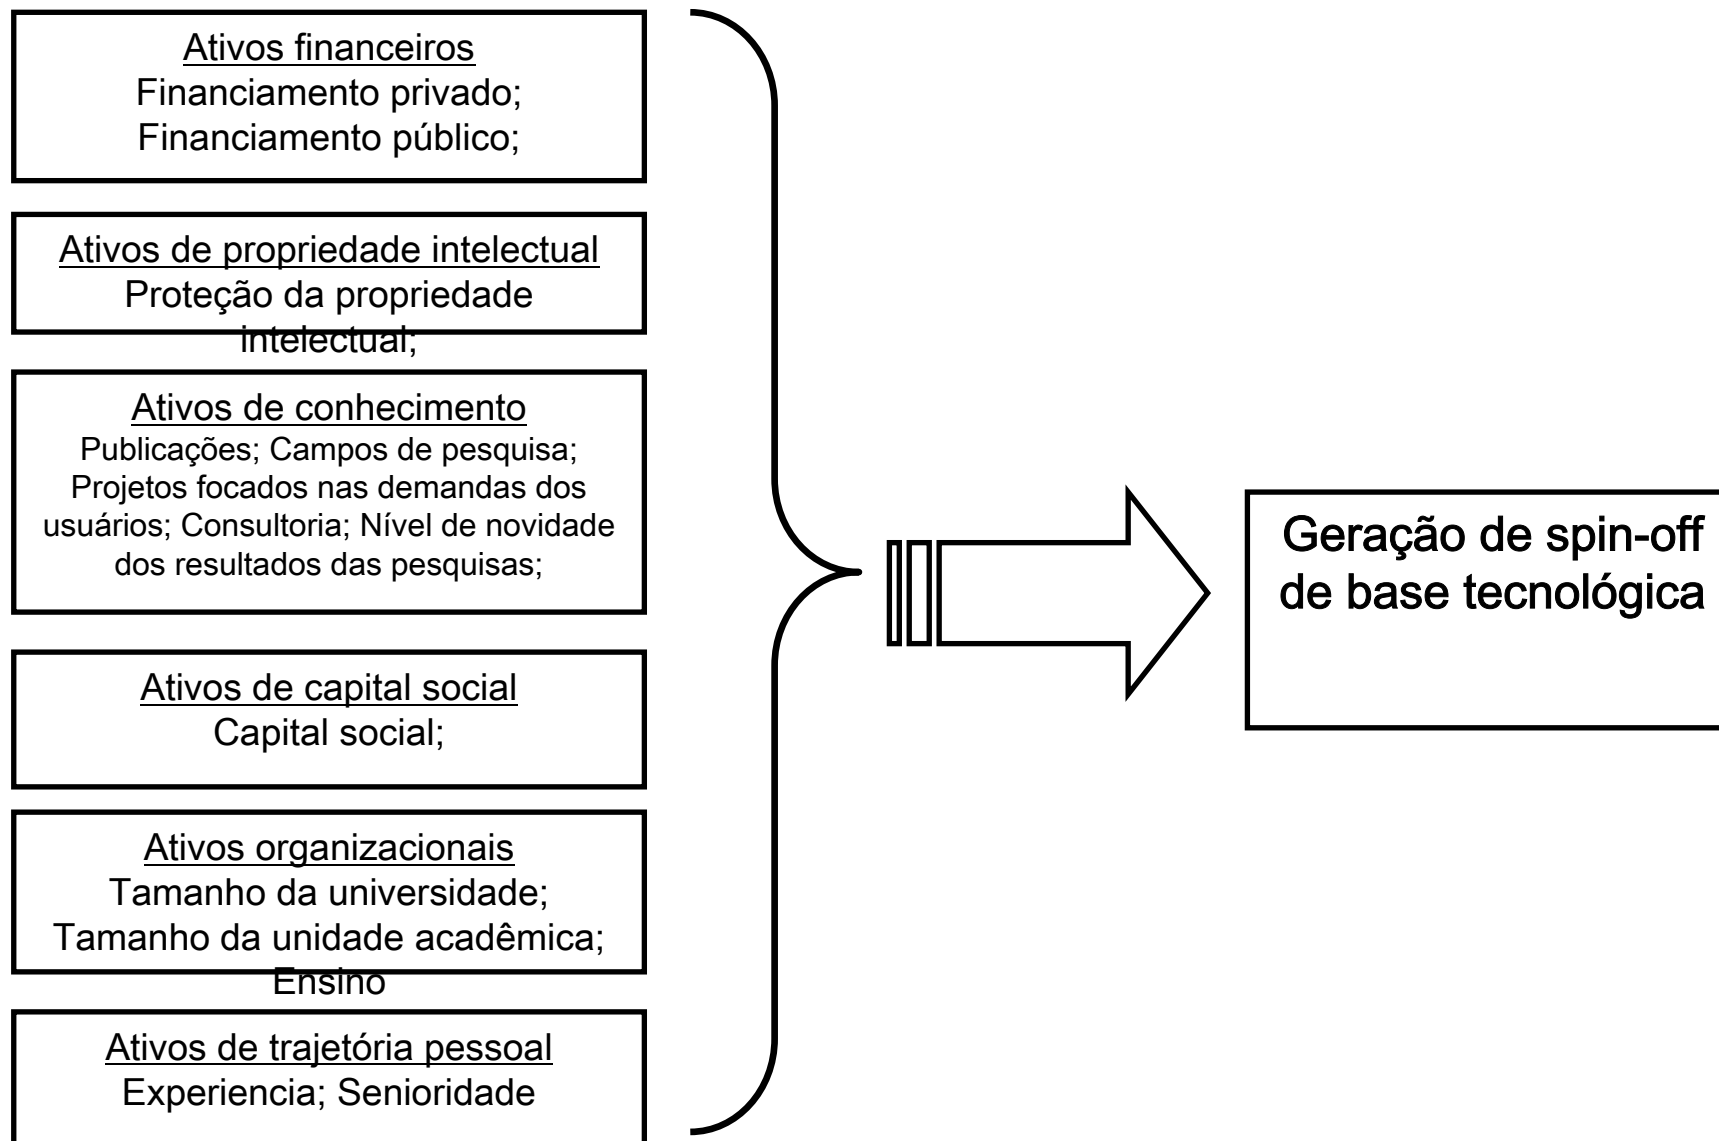 Ativos financeiros
Financiamento privado;
Financiamento público;
Ativos de propriedade intelectual
Proteção da propriedade
intelectual;
Ativos de conhecimento
Publicações; Campos de pesquisa;
Projetos focados nas demandas dos
usuários; Consultoria; Nível de novidade
dos resultados das pesquisas;
Ativos de capital social
Capital social;
Ativos organizacionais
Tamanho da universidade;
Tamanho da unidade acadêmica;
Ensino
Ativos de trajetória pessoal
Experiencia; Senioridade
Geração de spin-off
de base tecnológica